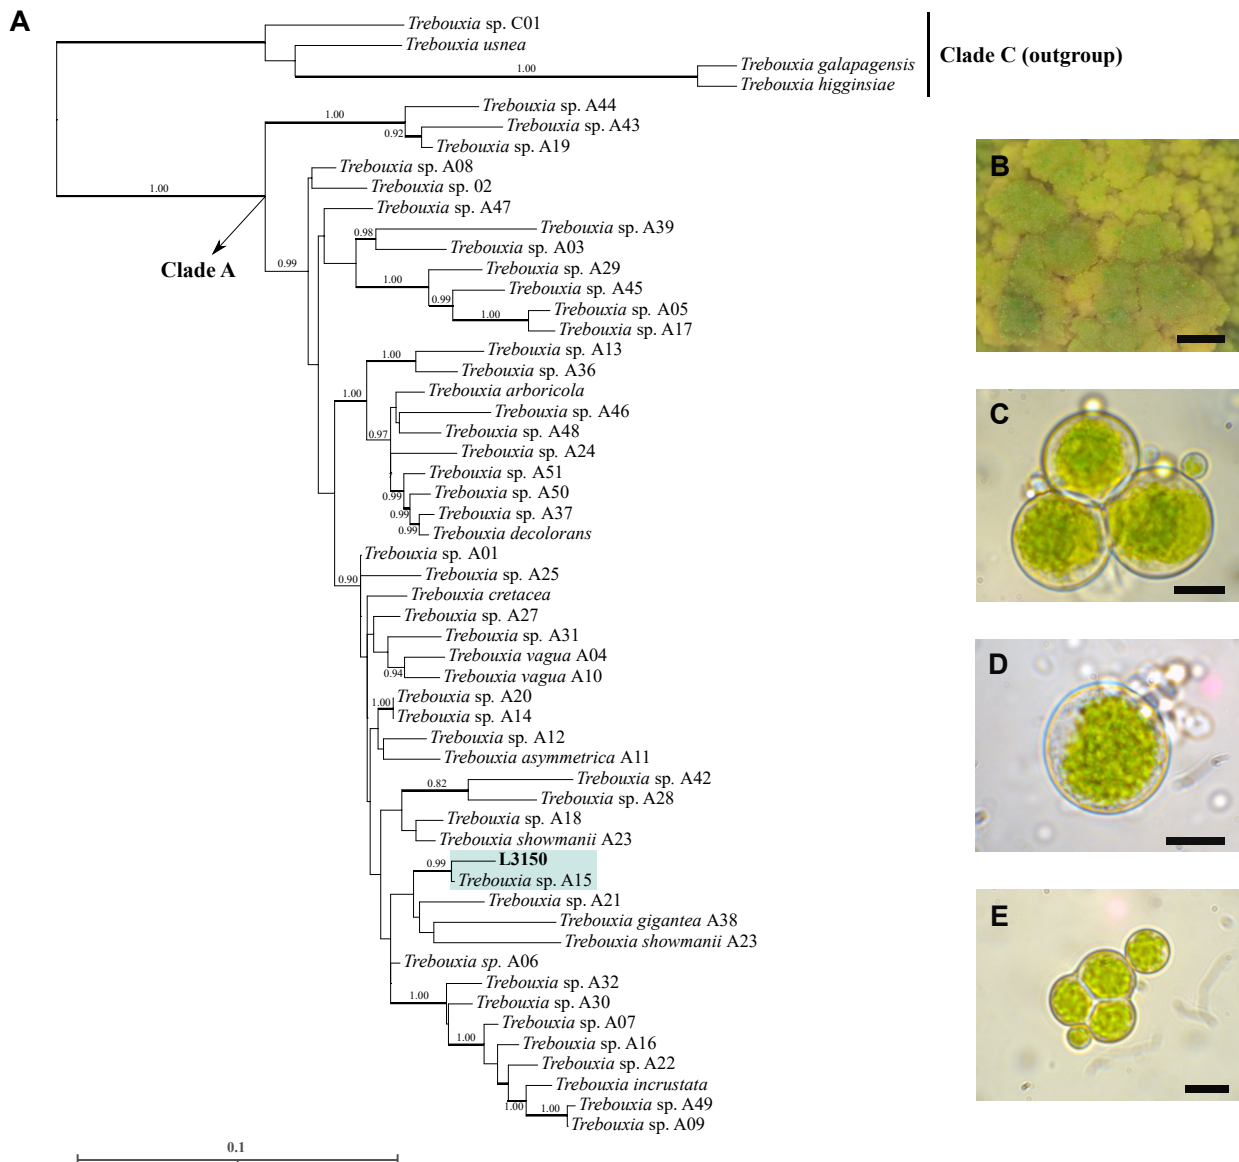 A
Trebouxia sp. C01
Trebouxia usnea
Clade C (outgroup)
1.00
Trebouxia galapagensis
Trebouxia higginsiae
Trebouxia sp. A44
1.00
Trebouxia sp. A43
0.92
Trebouxia sp. A19
Trebouxia sp. A08
1.00
Trebouxia sp. 02
Trebouxia sp. A47
Trebouxia sp. A39
0.98
Trebouxia sp. A03
0.99
Clade A
Trebouxia sp. A29
1.00
Trebouxia sp. A45
0.99
Trebouxia sp. A05
1.00
Trebouxia sp. A17
Trebouxia sp. A13
1.00
Trebouxia sp. A36
Trebouxia arboricola
1.00
Trebouxia sp. A46
Trebouxia sp. A48
0.97
Trebouxia sp. A24
Trebouxia sp. A51
Trebouxia sp. A50
0.99
Trebouxia sp. A37
0.99
Trebouxia decolorans
0.99
Trebouxia sp. A01
Trebouxia sp. A25
0.90
Trebouxia cretacea
Trebouxia sp. A27
Trebouxia sp. A31
Trebouxia vagua A04
0.94
Trebouxia vagua A10
Trebouxia sp. A20
1.00
Trebouxia sp. A14
Trebouxia sp. A12
Trebouxia asymmetrica A11
Trebouxia sp. A42
0.82
Trebouxia sp. A28
Trebouxia sp. A18
Trebouxia showmanii A23
L3150
0.99
Trebouxia sp. A15
Trebouxia sp. A21
Trebouxia gigantea A38
Trebouxia showmanii A23
Trebouxia sp. A06
Trebouxia sp. A32
1.00
Trebouxia sp. A30
Trebouxia sp. A07
1.00
Trebouxia sp. A16
Trebouxia sp. A22
Trebouxia incrustata
1.00
Trebouxia sp. A49
1.00
Trebouxia sp. A09
0.1
B
C
D
E